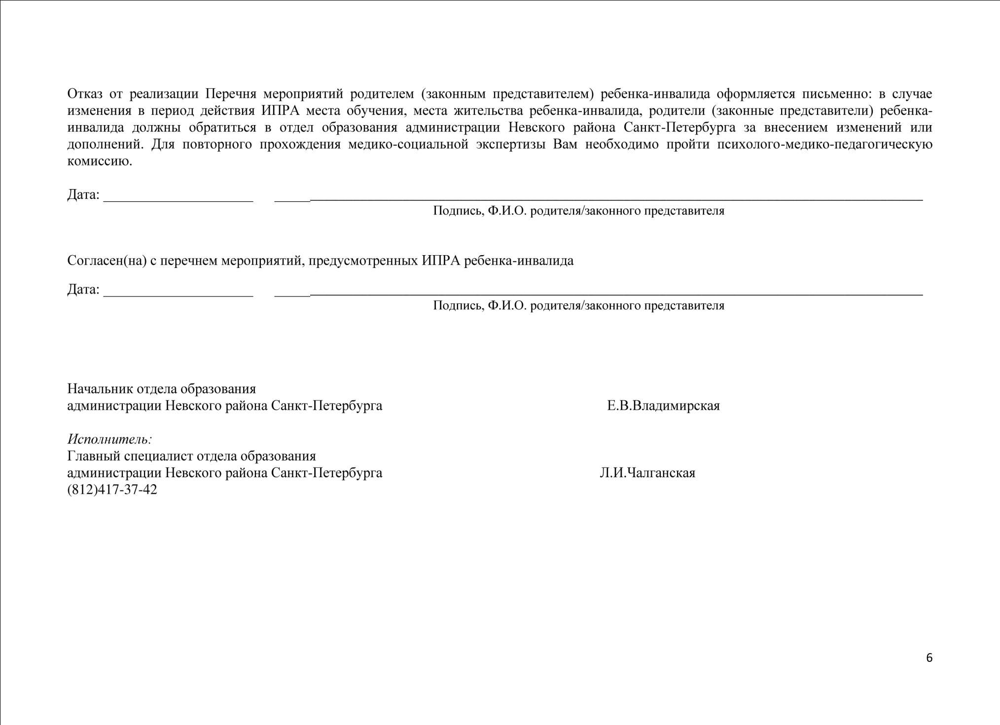 Отказ от реализации Перечня мероприятий родителем (законным представителем) ребенка-инвалида оформляется письменно: в случае
изменения в период действия ИПРА места обучения, места жительства ребенка-инвалида, родители (законные представители) ребенка-
инвалида должны обратиться в отдел образования администрации Невского района Санкт-Петербурга за внесением изменений или
дополнений. Для повторного прохождения медико-социальной экспертизы Вам необходимо пройти психолого-медико-педагогическую
комиссию.
Дата: _____________________ _____
Подпись, Ф.И.О. родителя/законного представителя
Согласен(на) с перечнем мероприятий, предусмотренных ИПРА ребенка-инвалида
Дата: _____________________ _____
Подпись, Ф.И.О. родителя/законного представителя
Начальник отдела образования
администрации Невского района Санкт-Петербурга Е.В.Владимирская
Исполнитель:
Главный специалист отдела образования
администрации Невского района Санкт-Петербурга Л.И.Чалганская
(812)417-37-42
6